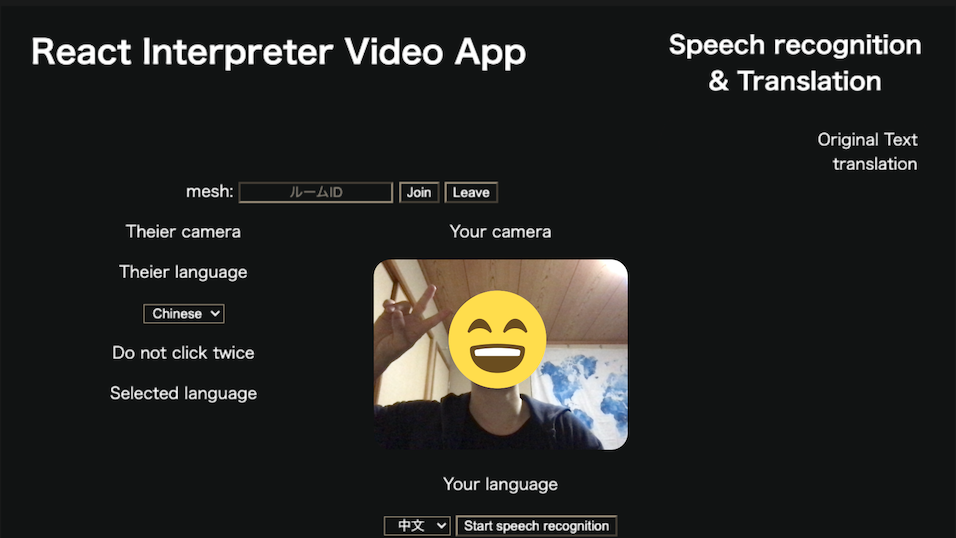 React Interpreter Video App
Speech recognition
& Translation
Original Text
translation
mesh: ルームID Join Leave
Theier camera
Your camera
Theier language
Chinese
Do not click twice
Selected language
Your language
中文 Start speech recognition